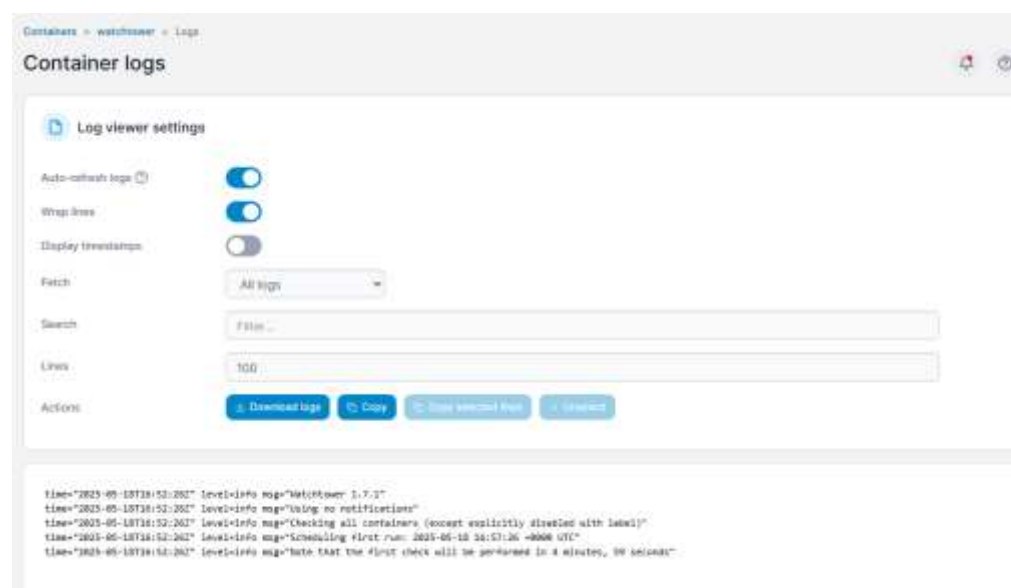 Containers > watchtower > Logs
Container logs
Log viewer settings
Auto-refresh logs
Wrap lines
Display timestamps
Fetch
All logs
Search
Filter...
Lines
100
Actions
Download logs
Copy
Copy selected lines
Unselect
time="2025-05-18T16:52:26Z" level=info msg="Watchtower 1.7.1"
time="2025-05-18T16:52:26Z" level=info msg="Using no notifications"
time="2025-05-18T16:52:26Z" level=info msg="Checking all containers (except explicitly disabled with label)"
time="2025-05-18T16:52:26Z" level=info msg="Scheduling first run: 2025-05-18 16:57:26 +0000 UTC"
time="2025-05-18T16:52:26Z" level=info msg="Note that the first check will be performed in 4 minutes, 59 seconds"